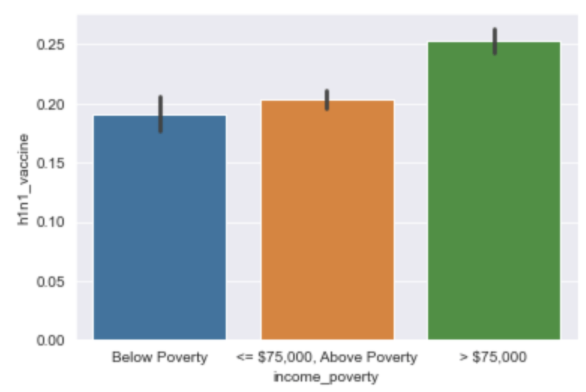 0.25
0.20
0.15
0.10
0.05
0.00
h1n1_vaccine
Below Poverty
<= $75,000, Above Poverty
> $75,000
income_poverty